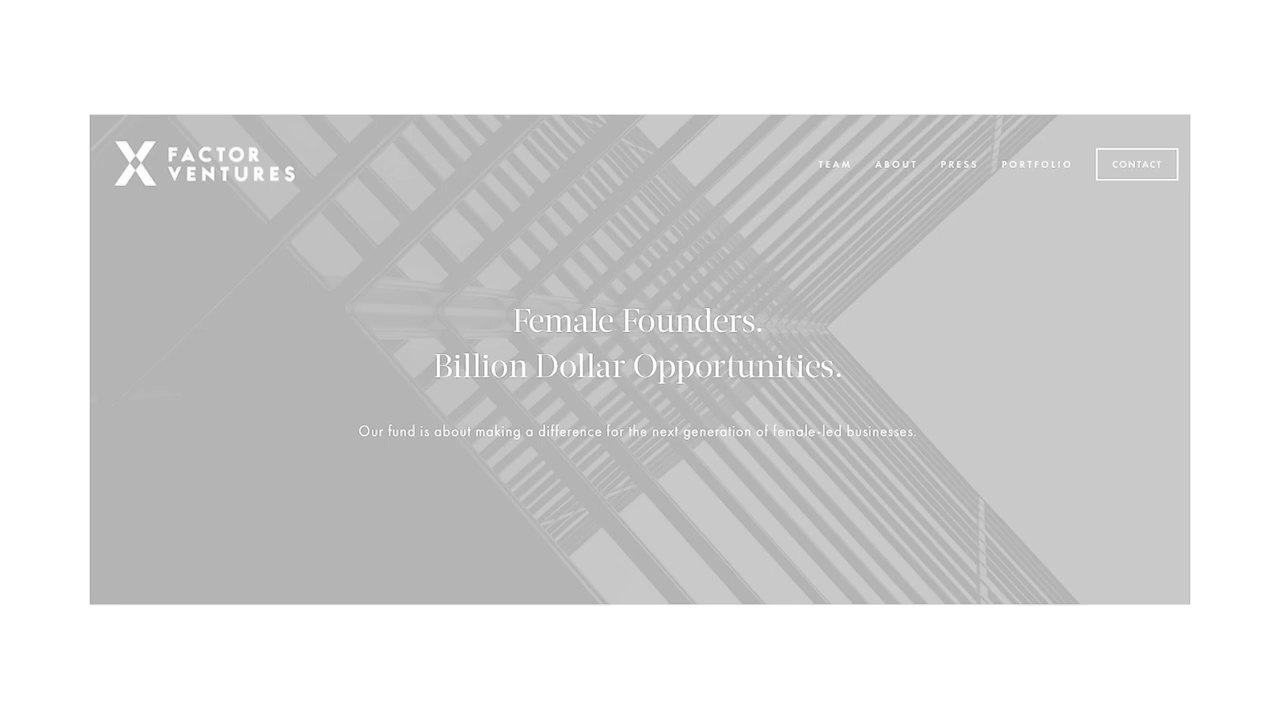 X FACTOR
VENTURES
TEAM ABOUT PRESS PORTFOLIO CONTACT
Female Founders.
Billion Dollar Opportunities.
Our fund is about making a difference for the next generation of female-led businesses.